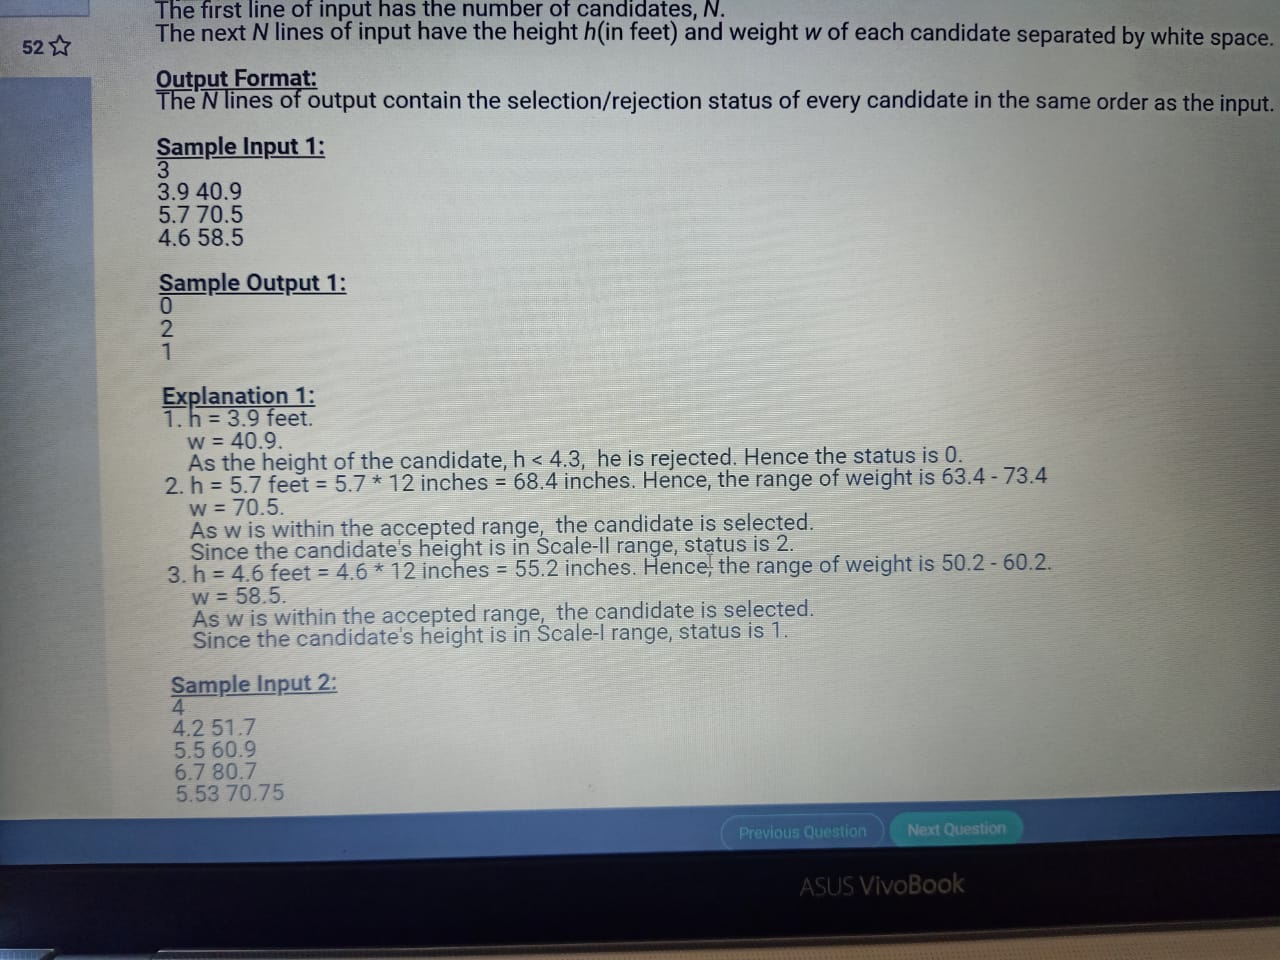 The first line of input has the number of candidates, N.
The next N lines of input have the height h(in feet) and weight w of each candidate separated by white space.
52
Output Format:
The N lines of output contain the selection/rejection status of every candidate in the same order as the input.
Sample Input 1:
3
3.9 40.9
5.7 70.5
4.6 58.5
Sample Output 1:
0
2
1
Explanation 1:
1. h = 3.9 feet.
w = 40.9.
As the height of the candidate, h < 4.3, he is rejected. Hence the status is 0.
2. h = 5.7 feet = 5.7 * 12 inches = 68.4 inches. Hence, the range of weight is 63.4 - 73.4
w = 70.5.
As w is within the accepted range, the candidate is selected.
Since the candidate's height is in Scale-II range, status is 2.
3. h = 4.6 feet = 4.6 * 12 inches = 55.2 inches. Hence, the range of weight is 50.2 - 60.2.
w = 58.5.
As w is within the accepted range, the candidate is selected.
Since the candidate's height is in Scale-I range, status is 1.
Sample Input 2:
4
4.2 51.7
5.5 60.9
6.7 80.7
5.53 70.75
Previous Question
Next Question
ASUS VivoBook